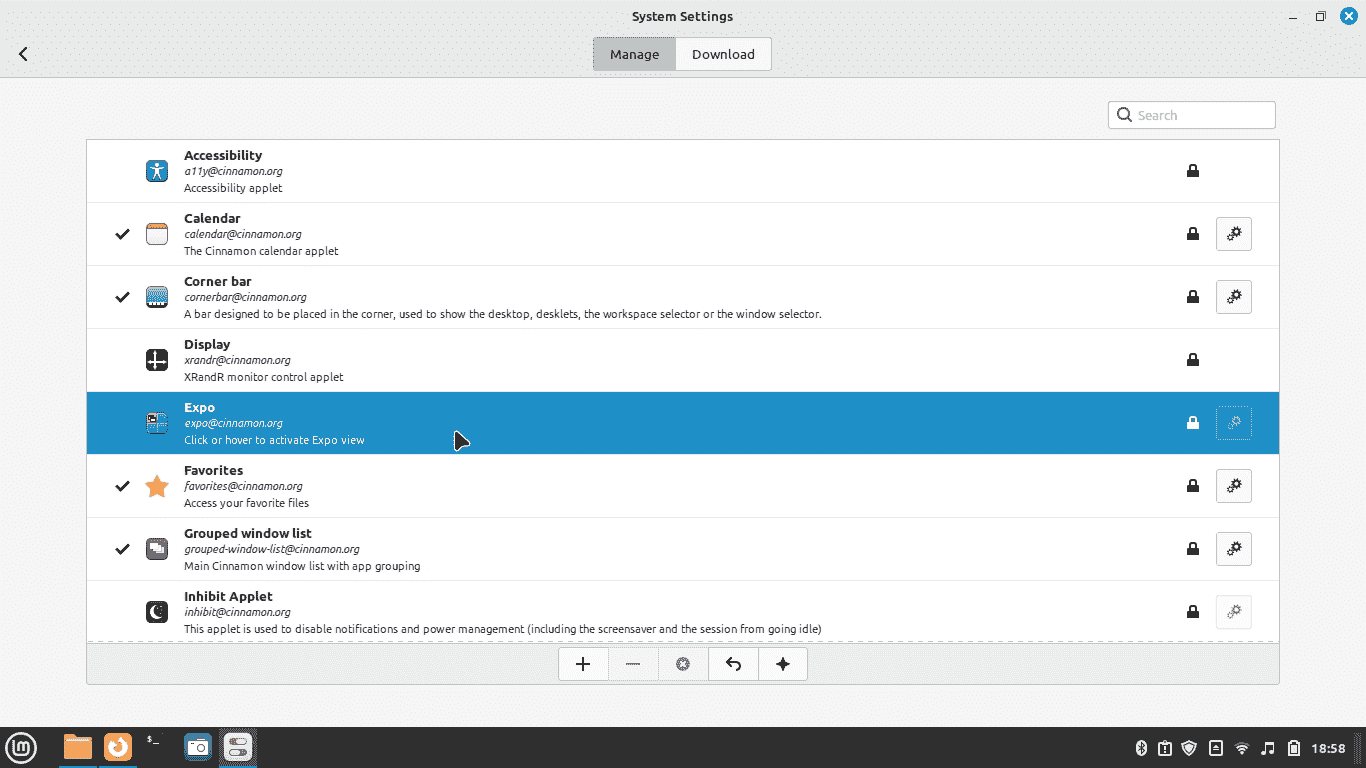 System Settings
Manage
Download
Search
Accessibility
a11y@cinnamon.org
Accessibility applet
Calendar
calendar@cinnamon.org
The Cinnamon calendar applet
Corner bar
cornerbar@cinnamon.org
A bar designed to be placed in the corner, used to show the desktop, desklets, the workspace selector or the window selector.
Display
xrandr@cinnamon.org
XRandR monitor control applet
Expo
expo@cinnamon.org
Click or hover to activate Expo view
Favorites
favorites@cinnamon.org
Access your favorite files
Grouped window list
grouped-window-list@cinnamon.org
Main Cinnamon window list with app grouping
Inhibit Applet
inhibit@cinnamon.org
This applet is used to disable notifications and power management (including the screensaver and the session from going idle)
$_
18:58